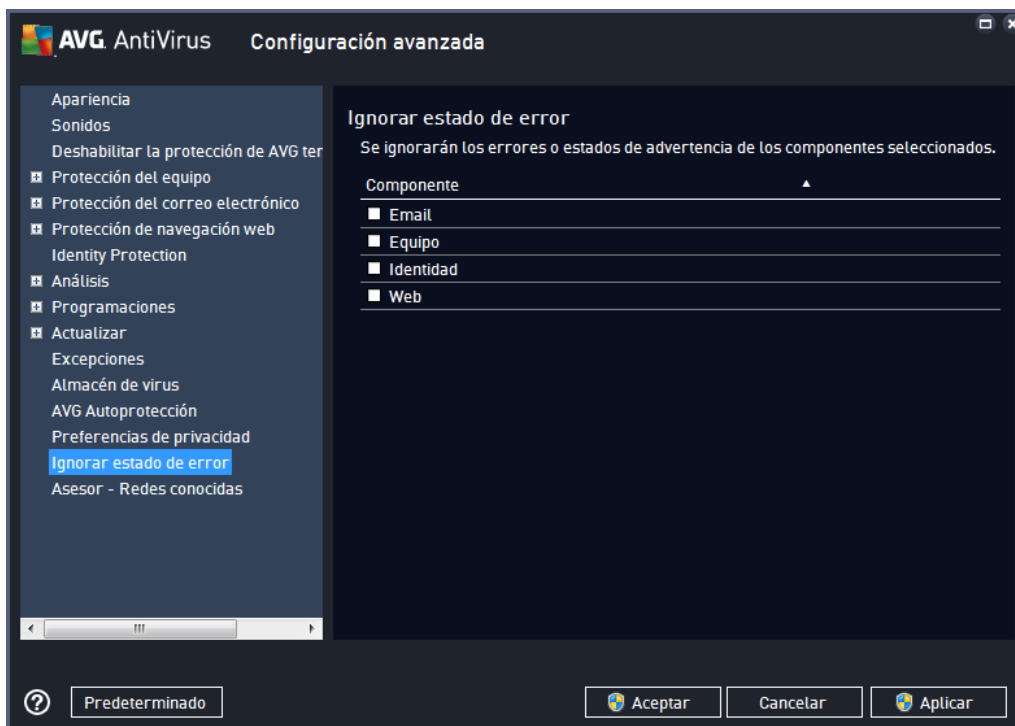 AVG. AntiVirus Configuración avanzada
Apariencia
Sonidos
Deshabilitar la protección de AVG ter
Protección del equipo
Protección del correo electrónico
Protección de navegación web
Identity Protection
Análisis
Programaciones
Actualizar
Excepciones
Almacén de virus
AVG Autoprotección
Preferencias de privacidad
Ignorar estado de error
Asesor - Redes conocidas
Ignorar estado de error
Se ignorarán los errores o estados de advertencia de los componentes seleccionados.
Componente
Email
Equipo
Identidad
Web
? Predeterminado Aceptar Cancelar Aplicar